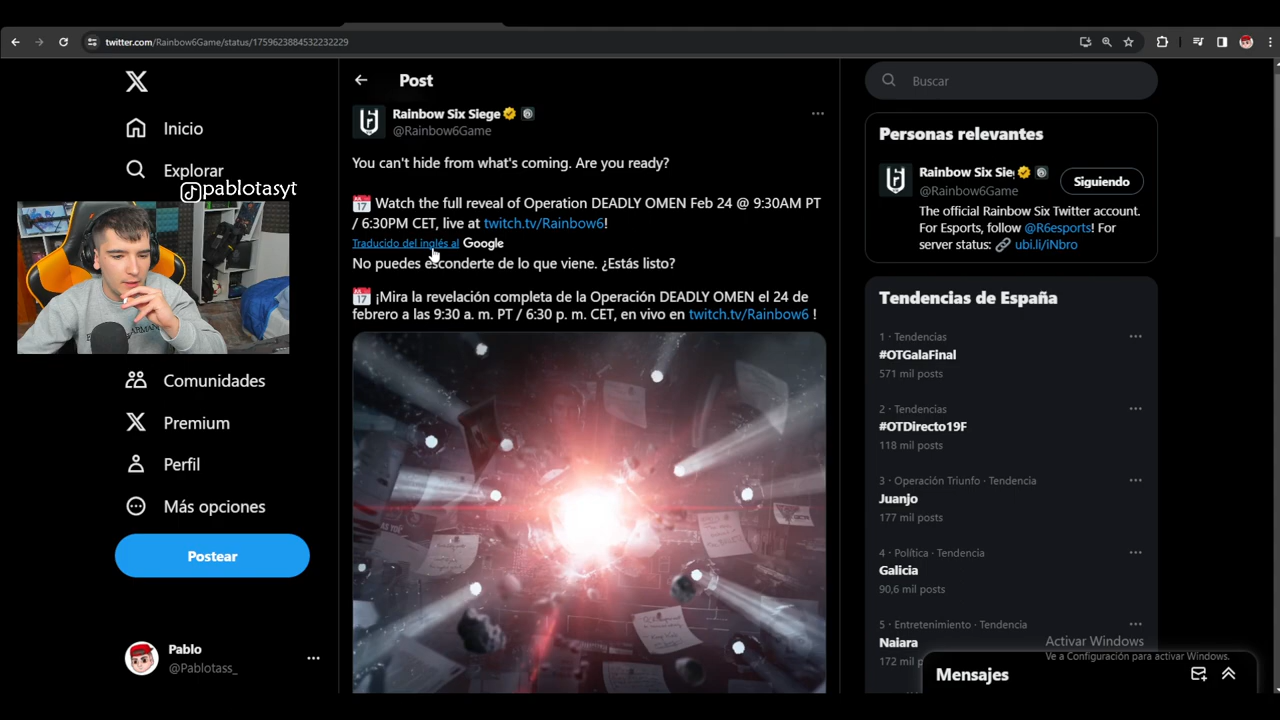 twitter.com/Rainbow6Game/status/1759623884532232229
Inicio
Explorar
pablotasyt
Comunidades
Premium
Perfil
Más opciones
Postear
Pablo
@Pablotass_
Post
Rainbow Six Siege
@Rainbow6Game
You can't hide from what's coming. Are you ready?
17 Watch the full reveal of Operation DEADLY OMEN Feb 24 @ 9:30AM PT
/ 6:30PM CET, live at twitch.tv/Rainbow6!
Traducido del inglés al Google
No puedes esconderte de lo que viene. ¿Estás listo?
17 ¡Mira la revelación completa de la Operación DEADLY OMEN el 24 de
febrero a las 9:30 a. m. PT / 6:30 p. m. CET, en vivo en twitch.tv/Rainbow6 !
Buscar
Personas relevantes
Rainbow Six Sie
@Rainbow6Game
Siguiendo
The official Rainbow Six Twitter account.
For Esports, follow @R6esports! For
server status: ubi.li/iNbro
Tendencias de España
1 · Tendencias
#OTGalaFinal
571 mil posts
2 · Tendencias
#OTDirecto19F
118 mil posts
3 · Operación Triunfo · Tendencia
Juanjo
177 mil posts
4 · Política · Tendencia
Galicia
90,6 mil posts
5 · Entretenimiento · Tendencia
Naiara
172 mil p
Activar Windows
Ve a Configuración para activar Windows.
Mensajes